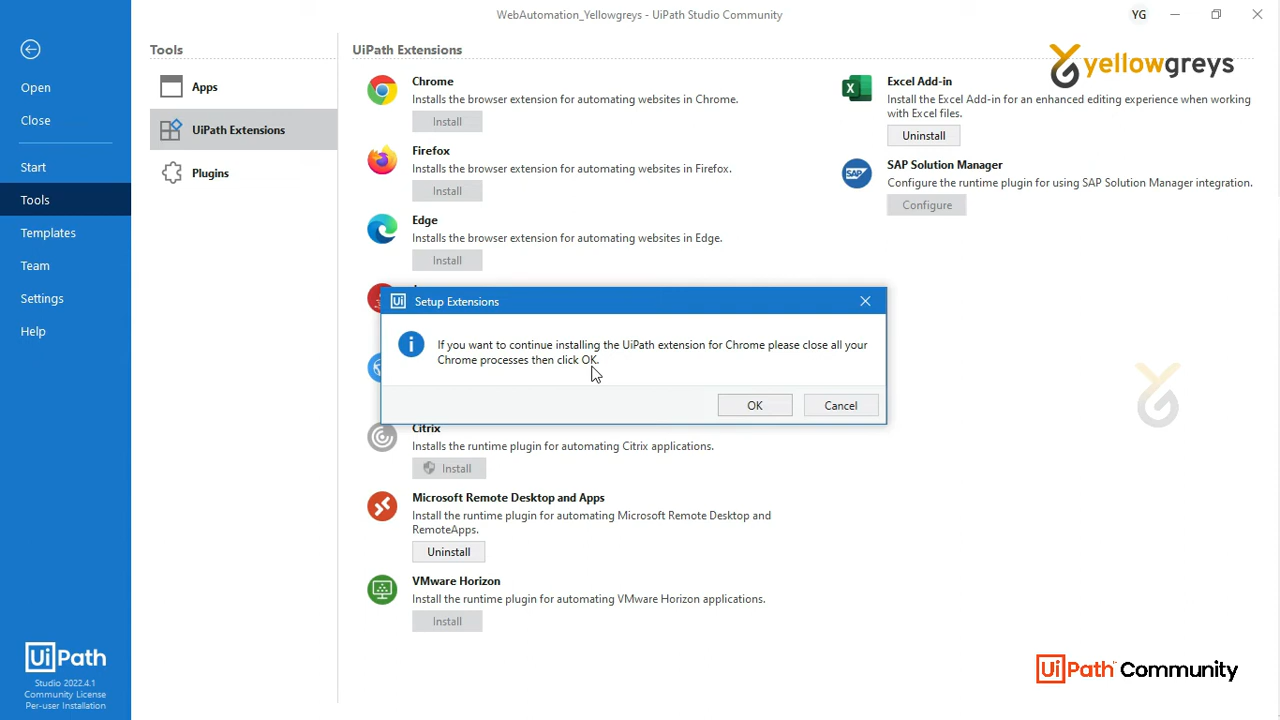 WebAutomation_Yellowgreys - UiPath Studio Community
YG
Open
Close
Start
Tools
Templates
Team
Settings
Help
UiPath
Studio 2022.4.1
Community License
Per-user Installation
Tools
Apps
UiPath Extensions
Plugins
UiPath Extensions
Chrome
Installs the browser extension for automating websites in Chrome.
Install
Firefox
Installs the browser extension for automating websites in Firefox.
Install
Edge
Installs the browser extension for automating websites in Edge.
Install
Setup Extensions
If you want to continue installing the UiPath extension for Chrome please close all your
Chrome processes then click OK.
OK
Cancel
Citrix
Installs the runtime plugin for automating Citrix applications.
Install
Microsoft Remote Desktop and Apps
Install the runtime plugin for automating Microsoft Remote Desktop and
RemoteApps.
Uninstall
VMware Horizon
Install the runtime plugin for automating VMware Horizon applications.
Install
yellowgreys
Excel Add-in
Install the Excel Add-in for an enhanced editing experience when working
with Excel files.
Uninstall
SAP
SAP Solution Manager
Configure the runtime plugin for using SAP Solution Manager integration.
Configure
UiPath Community